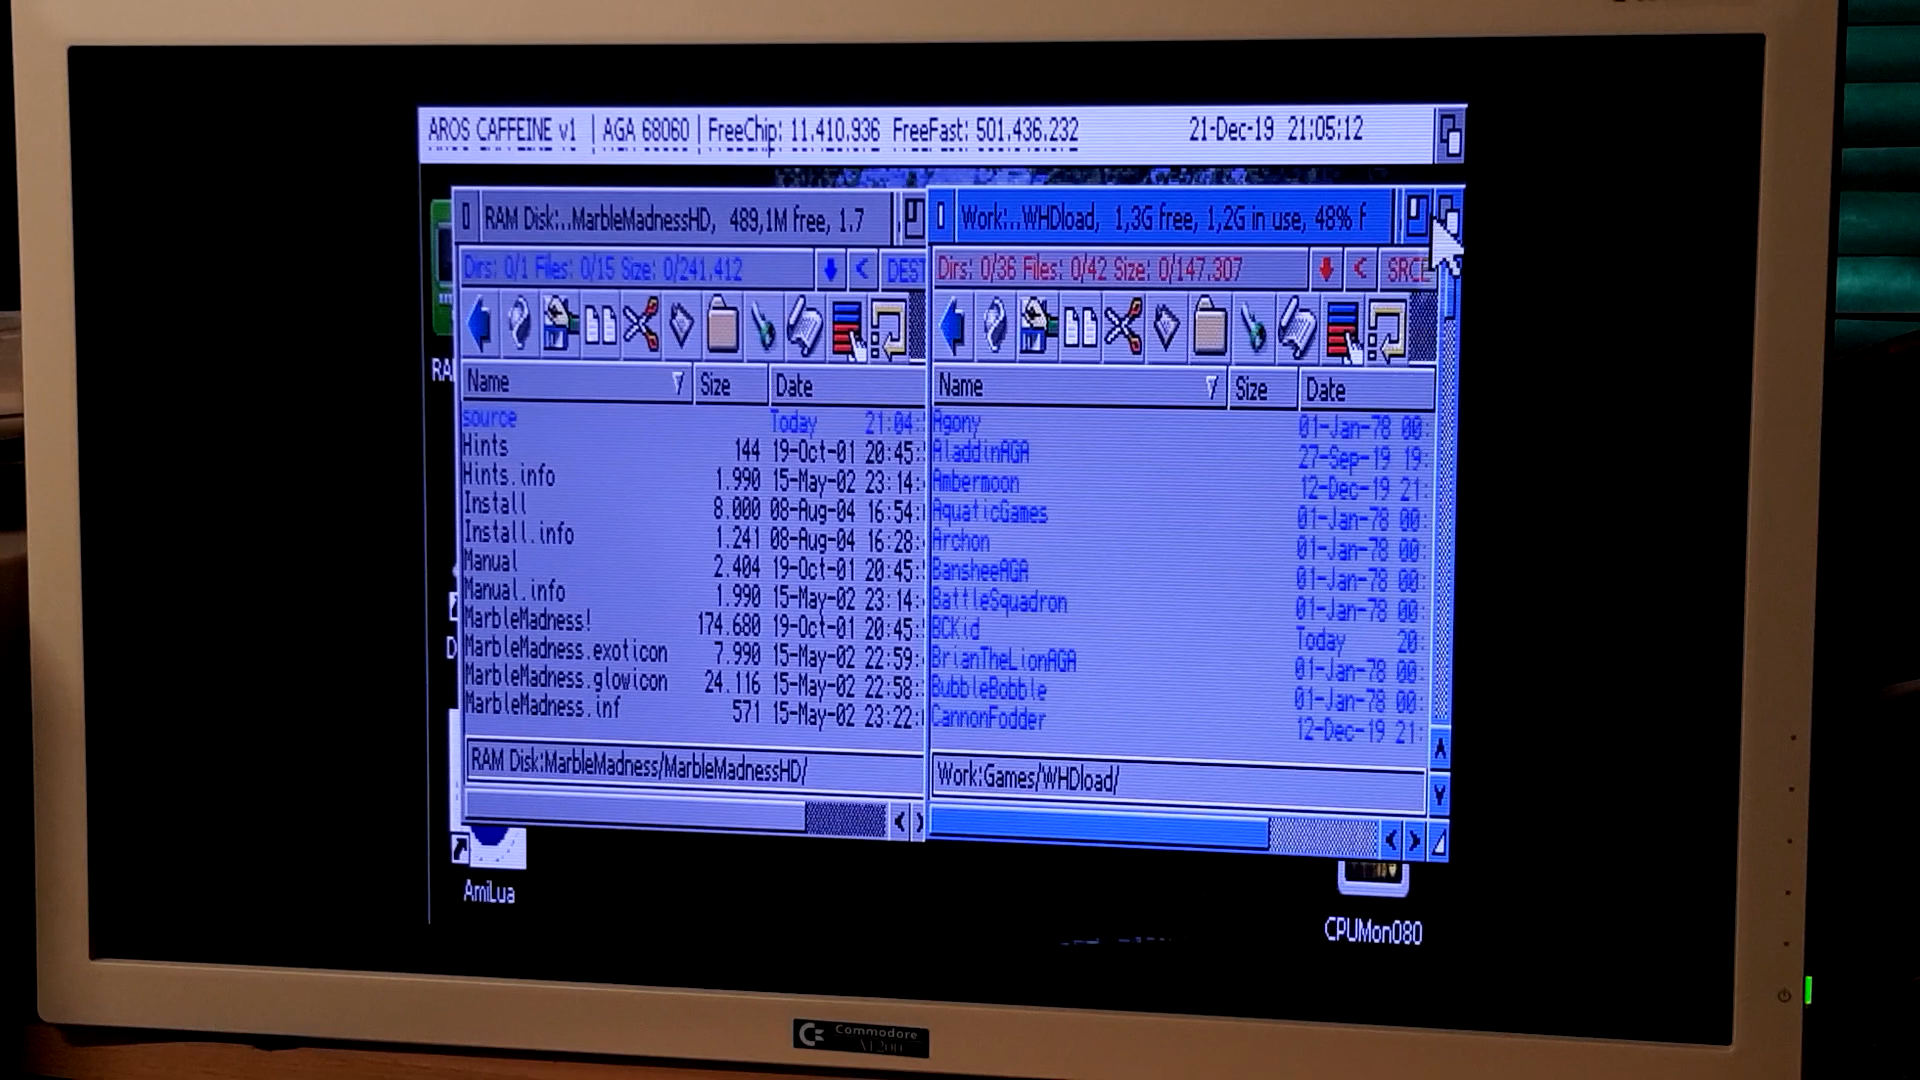 AROS CAFFEINE v1 | AGA 68060 | FreeChip: 11.410.936 FreeFast: 501.436.232 21-Dec-19 21:05:12
RAM Disk:..MarbleMadnessHD, 489,1M free, 1.7
Dirs: 0/1 Files: 0/15 Size: 0/241.412 < DEST
Name Size Date
source Today 21:04:
Hints 144 19-Oct-01 20:45:
Hints.info 1.990 15-May-02 23:14:
Install 8.000 08-Aug-04 16:54:
Install.info 1.241 08-Aug-04 16:28:
Manual 2.404 19-Oct-01 20:45:
Manual.info 1.990 15-May-02 23:14:
MarbleMadness! 174.680 19-Oct-01 20:45:
MarbleMadness.exoticon 7.990 15-May-02 22:59:
MarbleMadness.glowicon 24.116 15-May-02 22:58:
MarbleMadness.inf 571 15-May-02 23:22:
RAM Disk:MarbleMadness/MarbleMadnessHD/
Work:..WHDload, 1,3G free, 1,2G in use, 48% f
Dirs: 0/36 Files: 0/42 Size: 0/147.307 < SRCE
Name Size Date
Agony 01-Jan-78 00:
AladdinAGA 27-Sep-19 19:
Ambermoon 12-Dec-19 21:
AquaticGames 01-Jan-78 00:
Archon 01-Jan-78 00:
BansheeAGA 01-Jan-78 00:
BattleSquadron 01-Jan-78 00:
BCKid Today 20:
BrianTheLionAGA 01-Jan-78 00:
BubbleBobble 01-Jan-78 00:
CannonFodder 12-Dec-19 21:
Work:Games/WHDload/
RA
D
AmiLua
CPUMon080
Commodore
A1200